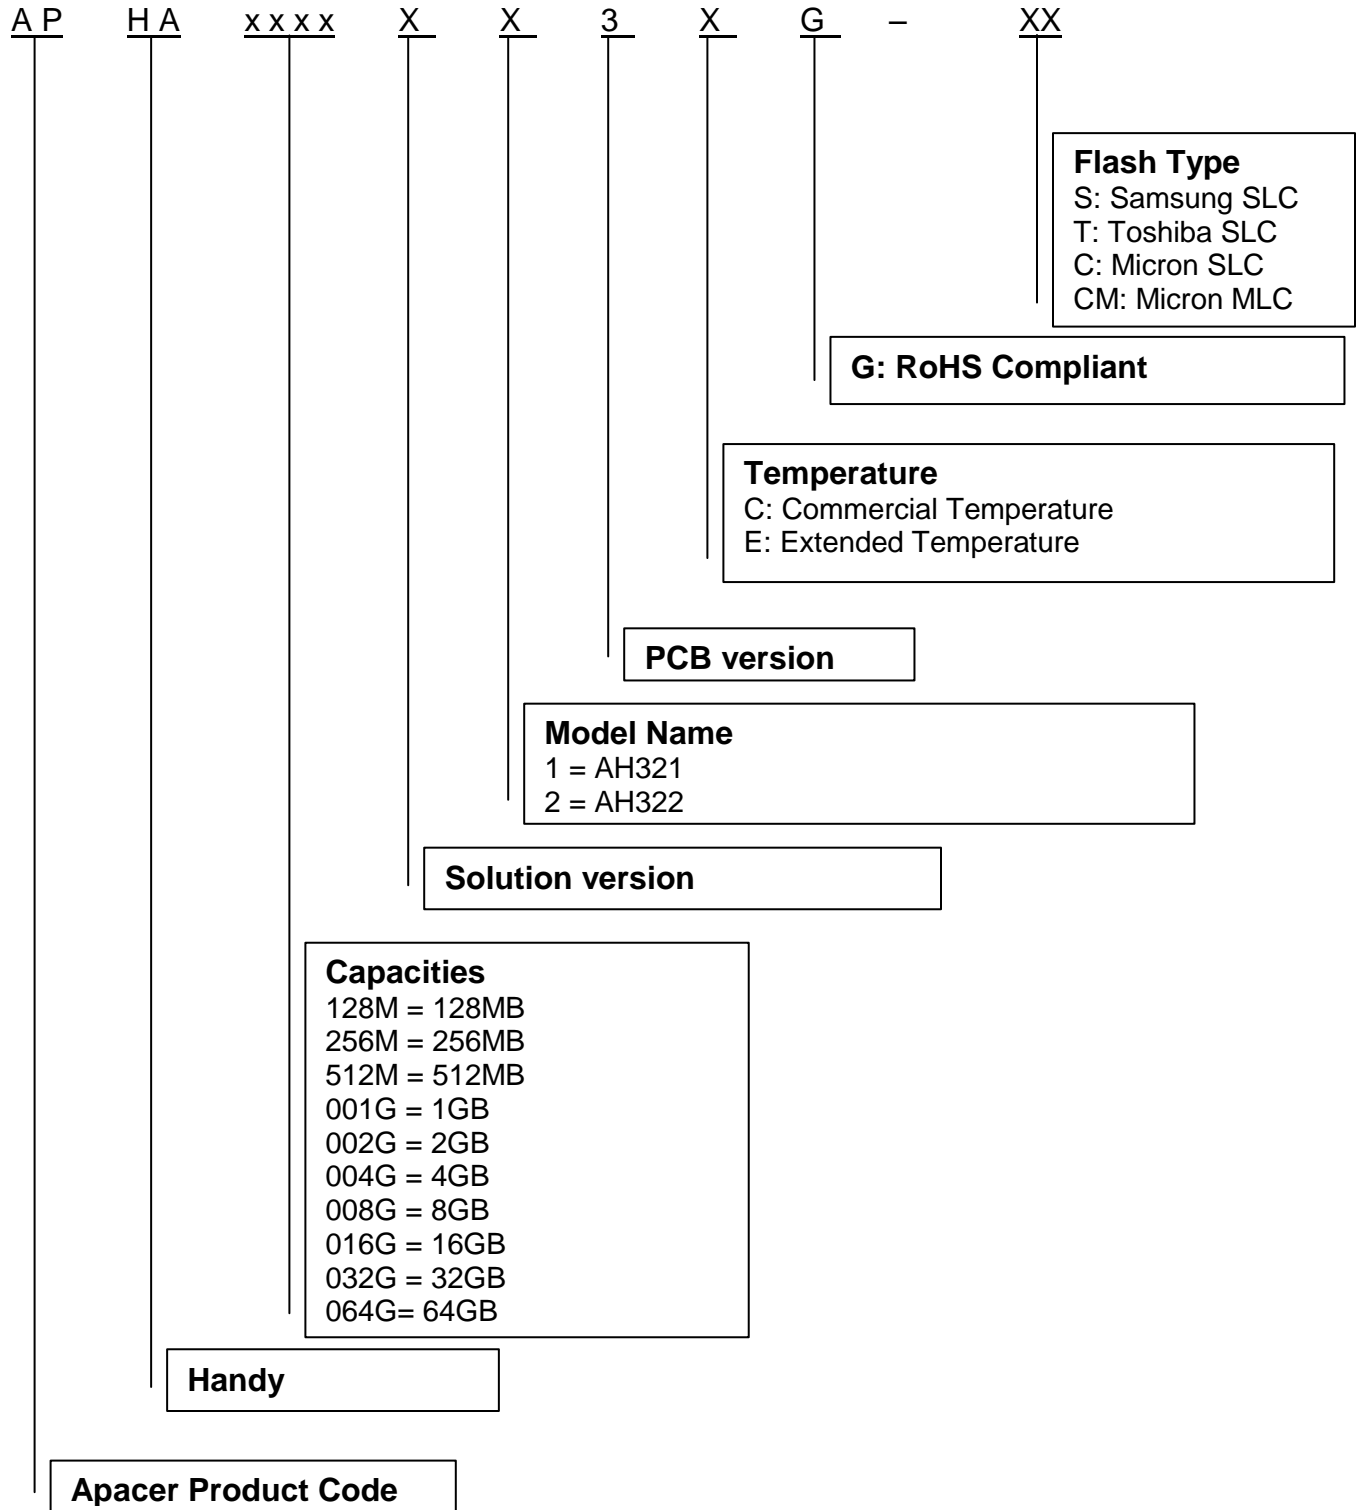 A P H A x x x x X X 3 X G – XX
Flash Type
S: Samsung SLC
T: Toshiba SLC
C: Micron SLC
CM: Micron MLC
G: RoHS Compliant
Temperature
C: Commercial Temperature
E: Extended Temperature
PCB version
Model Name
1 = AH321
2 = AH322
Solution version
Capacities
128M = 128MB
256M = 256MB
512M = 512MB
001G = 1GB
002G = 2GB
004G = 4GB
008G = 8GB
016G = 16GB
032G = 32GB
064G= 64GB
Handy
Apacer Product Code